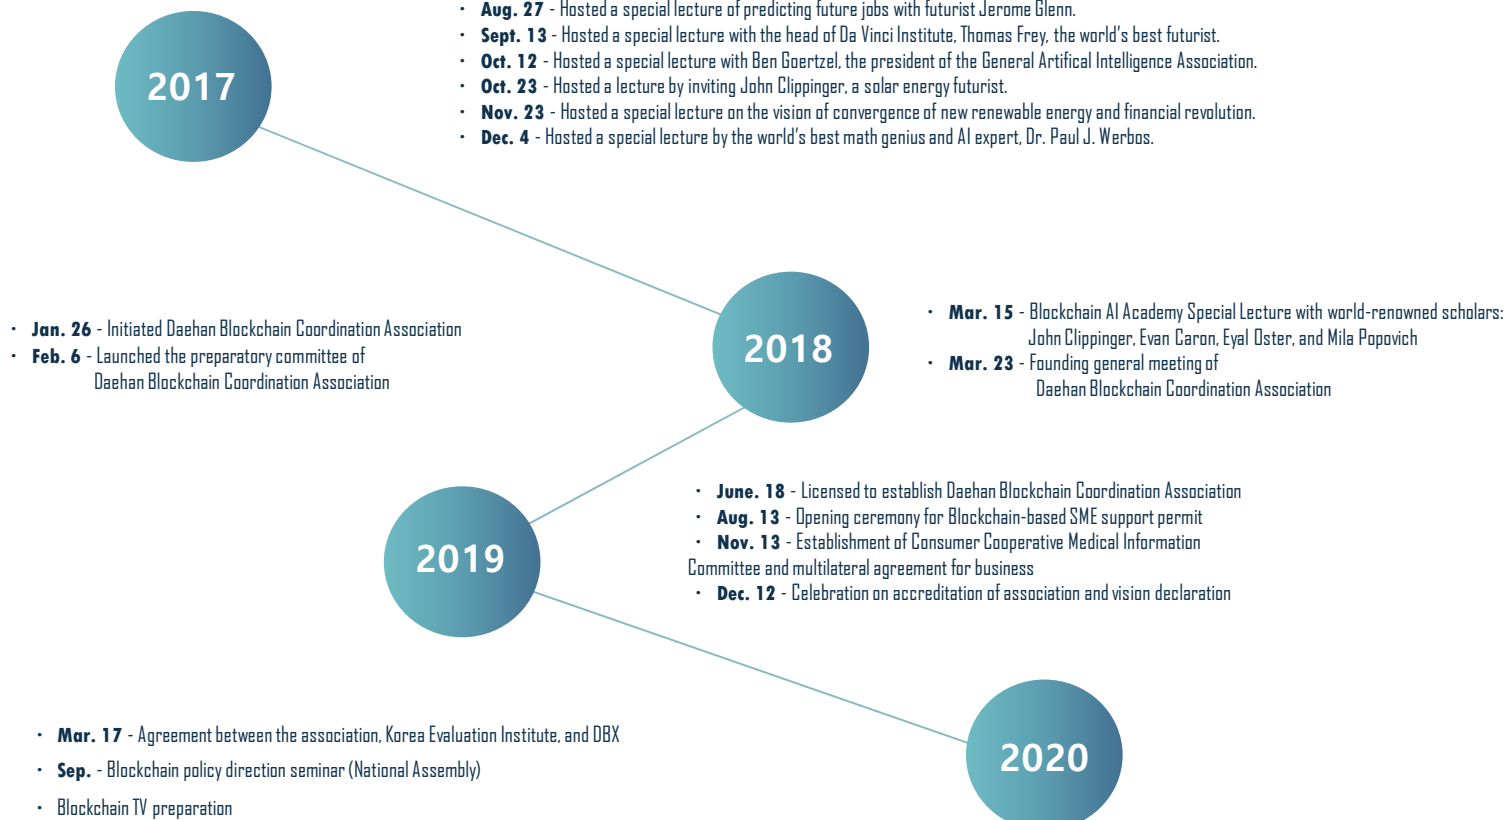 2017
• Aug. 27 - Hosted a special lecture of predicting future jobs with futurist Jerome Glenn.
• Sept. 13 - Hosted a special lecture with the head of Da Vinci Institute, Thomas Frey, the world's best futurist.
• Oct. 12 - Hosted a special lecture with Ben Goertzel, the president of the General Artifical Intelligence Association.
• Oct. 23 - Hosted a lecture by inviting John Clippinger, a solar energy futurist.
• Nov. 23 - Hosted a special lecture on the vision of convergence of new renewable energy and financial revolution.
• Dec. 4 - Hosted a special lecture by the world's best math genius and AI expert, Dr. Paul J. Werbos.
• Jan. 26 - Initiated Daehan Blockchain Coordination Association
• Feb. 6 - Launched the preparatory committee of
Daehan Blockchain Coordination Association
2018
• Mar. 15 - Blockchain AI Academy Special Lecture with world-renowned scholars:
John Clippinger, Evan Caron, Eyal Oster, and Mila Popovich
• Mar. 23 - Founding general meeting of
Daehan Blockchain Coordination Association
2019
• June. 18 - Licensed to establish Daehan Blockchain Coordination Association
• Aug. 13 - Opening ceremony for Blockchain-based SME support permit
• Nov. 13 - Establishment of Consumer Cooperative Medical Information
Committee and multilateral agreement for business
• Dec. 12 - Celebration on accreditation of association and vision declaration
• Mar. 17 - Agreement between the association, Korea Evaluation Institute, and DBX
• Sep. - Blockchain policy direction seminar (National Assembly)
• Blockchain TV preparation
2020